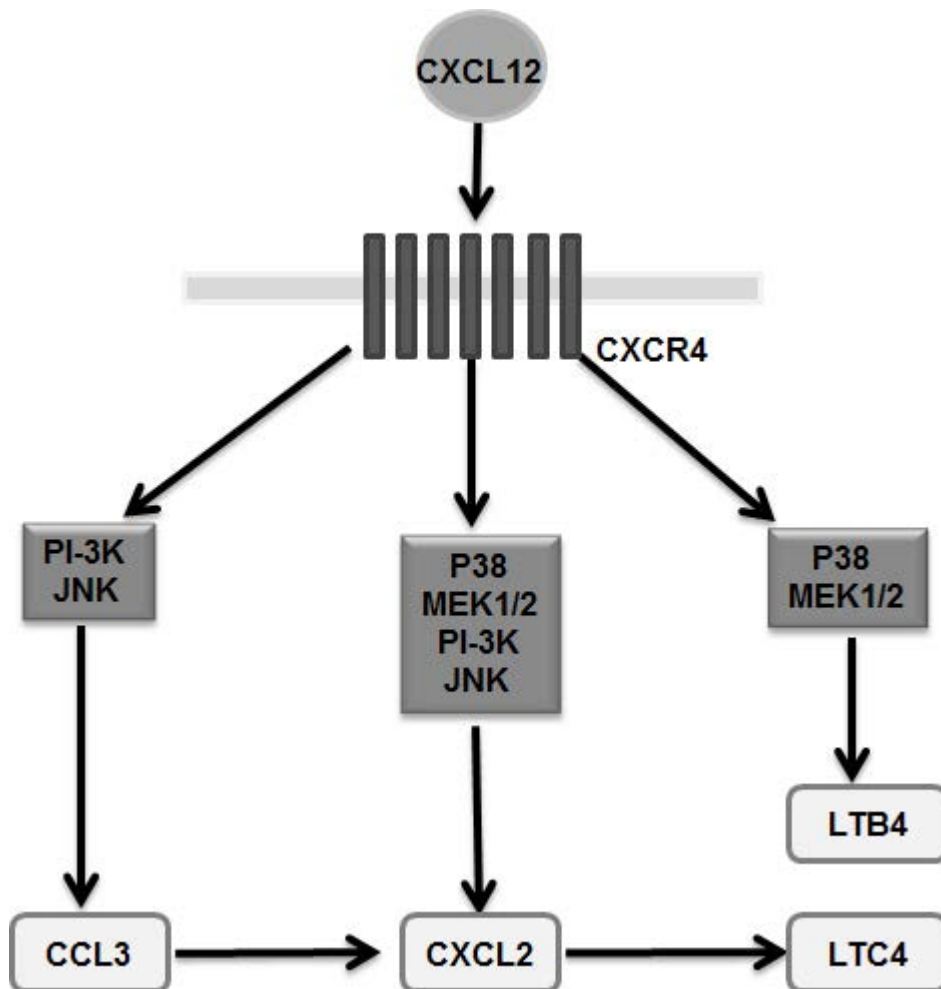 CXCL12
CXCR4
PI-3K
JNK
P38
MEK1/2
PI-3K
JNK
P38
MEK1/2
LTB4
CCL3
CXCL2
LTC4